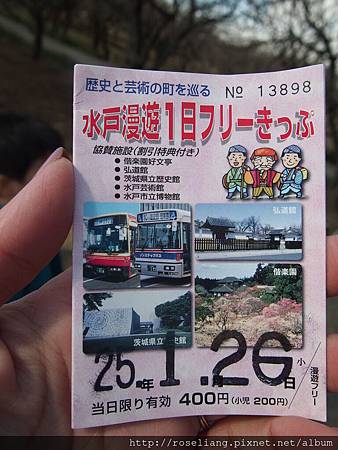 歴史と芸術の町を巡る № 13898
水戸漫遊1日フリーきっぷ
協賛施設(割引特典付き)
● 偕楽園好文亭
● 弘道館
● 茨城県立歴史館
● 水戸芸術館
● 水戸市立博物館
弘道館
偕楽園
茨城県立歴史館
25.年1.月26日
小/漫遊フリー
当日限り有効 400円(小児 200円)
http://roseliang.pixnet.net/album